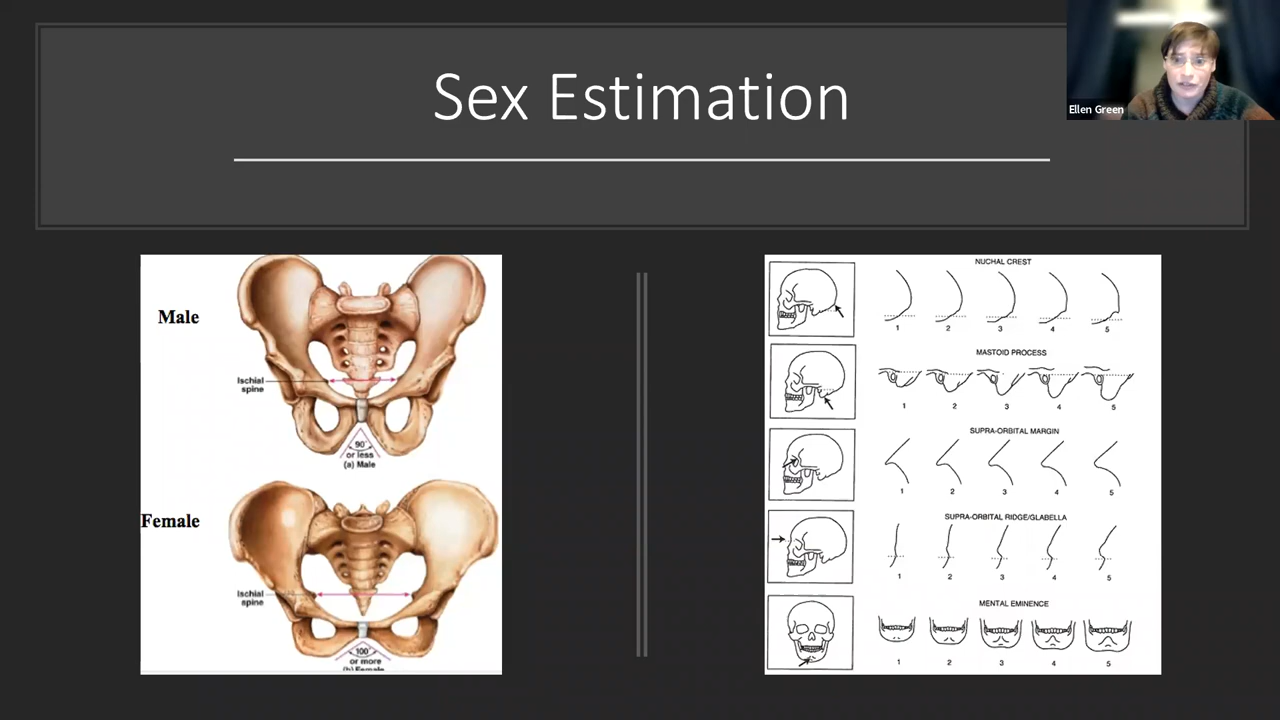 Sex Estimation
Ellen Green
Male
Ischial
spine
90°
or less
(a) Male
Female
Ischial
spine
100°
or more
(b) Female
NUCHAL CREST
1 2 3 4 5
MASTOID PROCESS
1 2 3 4 5
SUPRA-ORBITAL MARGIN
1 2 3 4 5
SUPRA-ORBITAL RIDGE/GLABELLA
1 2 3 4 5
MENTAL EMINENCE
1 2 3 4 5